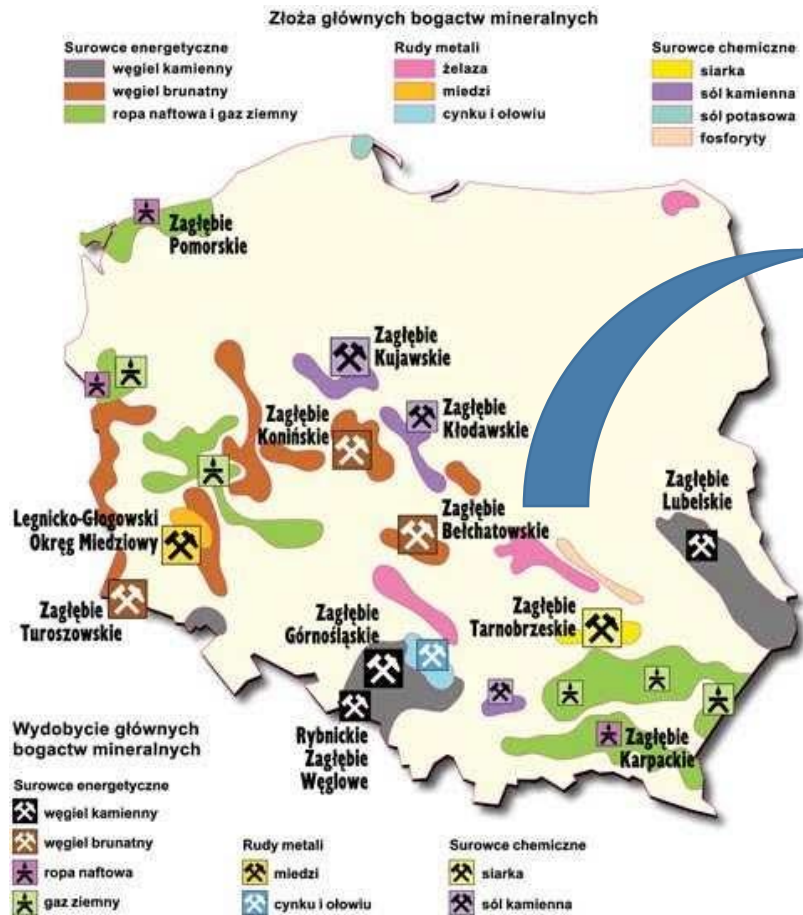 Złoża głównych bogactw mineralnych
Surowce energetyczne
węgiel kamienny
węgiel brunatny
ropa naftowa i gaz ziemny
Rudy metali
żelaza
miedzi
cynku i ołowiu
Surowce chemiczne
siarka
sól kamienna
sól potasowa
fosforyty
Zagłębie
Pomorskie
Zagłębie
Kujawskie
Zagłębie
Konińskie
Zagłębie
Kłodawskie
Zagłębie
Lubelskie
Legnicko-Głogowski
Okręg Miedziowy
Zagłębie
Bełchatowskie
Zagłębie
Turoszowskie
Zagłębie
Górnośląskie
Zagłębie
Tarnobrzeskie
Rybnickie
Zagłębie
Węglowe
Zagłębie
Karpackie
Wydobycie głównych
bogactw mineralnych
Surowce energetyczne
węgiel kamienny
węgiel brunatny
ropa naftowa
gaz ziemny
Rudy metali
miedzi
cynku i ołowiu
Surowce chemiczne
siarka
sól kamienna